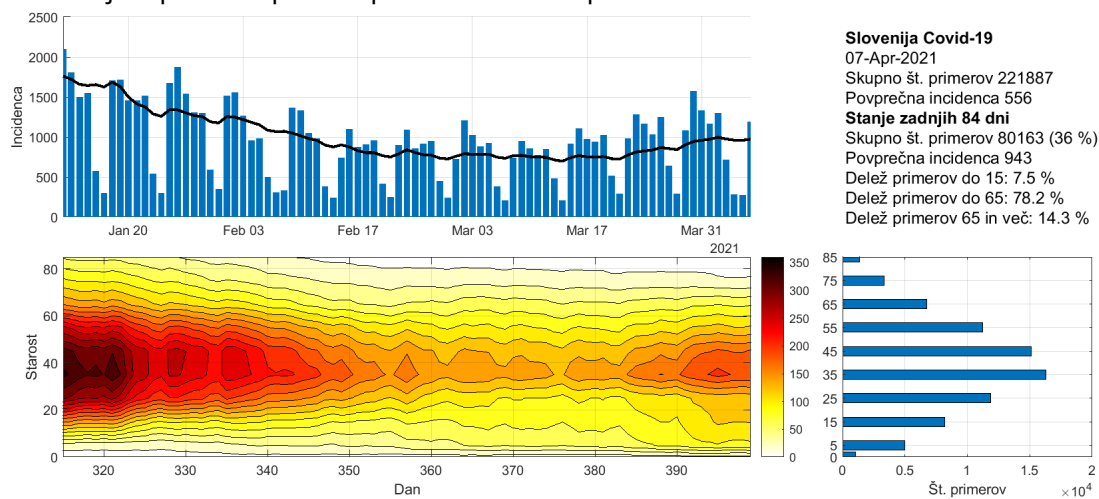 Slovenija Covid-19
07-Apr-2021
Skupno št. primerov 221887
Povprečna incidenca 556
Stanje zadnjih 84 dni
Skupno št. primerov 80163 (36 %)
Povprečna incidenca 943
Delež primerov do 15: 7.5 %
Delež primerov do 65: 78.2 %
Delež primerov 65 in več: 14.3 %
Incidenca
2500
2000
1500
1000
500
0
Jan 20 Feb 03 Feb 17 Mar 03 Mar 17 Mar 31
2021
Starost
80
60
40
20
0
320 330 340 350 360 370 380 390
Dan
350
300
250
200
150
100
50
0
85
75
65
55
45
35
25
15
5
0
0 0.5 1 1.5 2
×10⁴
Št. primerov